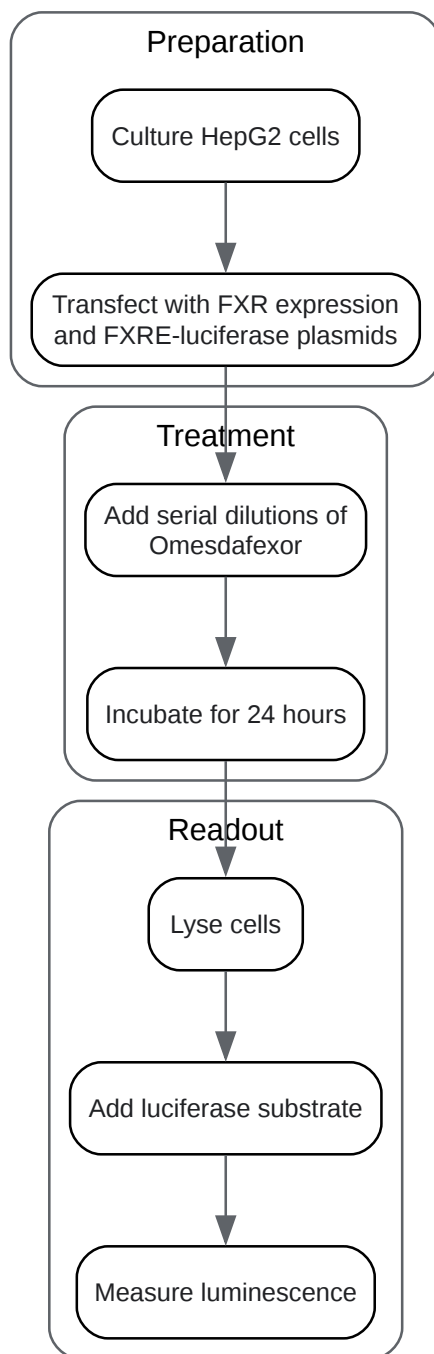 Preparation
Culture HepG2 cells
Transfect with FXR expression
and FXRE-luciferase plasmids
Treatment
Add serial dilutions of
Omesdafexor
Incubate for 24 hours
Readout
Lyse cells
Add luciferase substrate
Measure luminescence